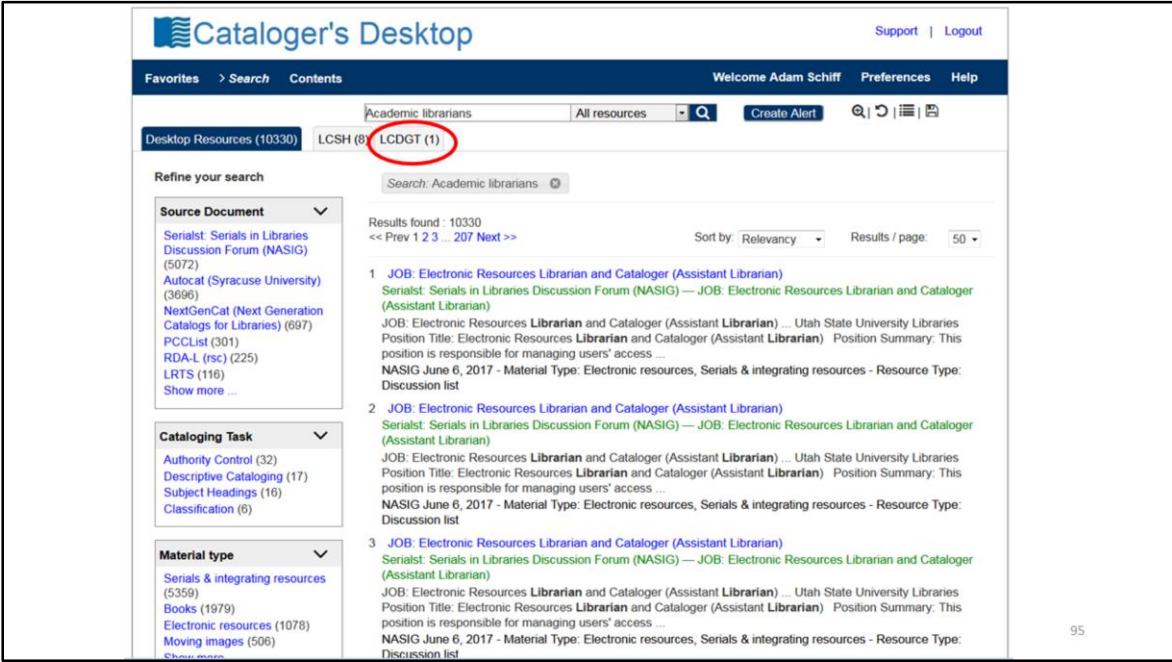 Cataloger's Desktop
Support | Logout
Favorites > Search Contents
Welcome Adam Schiff Preferences Help
Academic librarians All resources Create Alert
Desktop Resources (10330) LCSH (8) LCDGT (1)
Refine your search
Search: Academic librarians
Source Document
Serialst: Serials in Libraries
Discussion Forum (NASIG)
(5072)
Autocat (Syracuse University)
(3696)
NextGenCat (Next Generation
Catalogs for Libraries) (697)
PCCList (301)
RDA-L (rsc) (225)
LRTS (116)
Show more ...
Cataloging Task
Authority Control (32)
Descriptive Cataloging (17)
Subject Headings (16)
Classification (6)
Material type
Serials & integrating resources
(5359)
Books (1979)
Electronic resources (1078)
Moving images (506)
Show more
Results found : 10330
<< Prev 1 2 3 ... 207 Next >>
Sort by: Relevancy Results / page: 50
1 JOB: Electronic Resources Librarian and Cataloger (Assistant Librarian)
Serialst: Serials in Libraries Discussion Forum (NASIG) — JOB: Electronic Resources Librarian and Cataloger
(Assistant Librarian)
JOB: Electronic Resources Librarian and Cataloger (Assistant Librarian) ... Utah State University Libraries
Position Title: Electronic Resources Librarian and Cataloger (Assistant Librarian) Position Summary: This
position is responsible for managing users' access ...
NASIG June 6, 2017 - Material Type: Electronic resources, Serials & integrating resources - Resource Type:
Discussion list
2 JOB: Electronic Resources Librarian and Cataloger (Assistant Librarian)
Serialst: Serials in Libraries Discussion Forum (NASIG) — JOB: Electronic Resources Librarian and Cataloger
(Assistant Librarian)
JOB: Electronic Resources Librarian and Cataloger (Assistant Librarian) ... Utah State University Libraries
Position Title: Electronic Resources Librarian and Cataloger (Assistant Librarian) Position Summary: This
position is responsible for managing users' access ...
NASIG June 6, 2017 - Material Type: Electronic resources, Serials & integrating resources - Resource Type:
Discussion list
3 JOB: Electronic Resources Librarian and Cataloger (Assistant Librarian)
Serialst: Serials in Libraries Discussion Forum (NASIG) — JOB: Electronic Resources Librarian and Cataloger
(Assistant Librarian)
JOB: Electronic Resources Librarian and Cataloger (Assistant Librarian) ... Utah State University Libraries
Position Title: Electronic Resources Librarian and Cataloger (Assistant Librarian) Position Summary: This
position is responsible for managing users' access ...
NASIG June 6, 2017 - Material Type: Electronic resources, Serials & integrating resources - Resource Type:
Discussion list
95